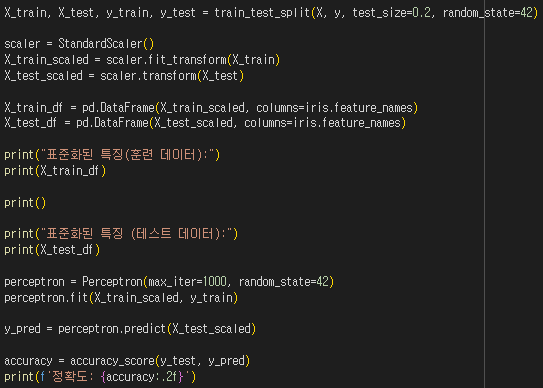 X_train, X_test, y_train, y_test = train_test_split(X, y, test_size=0.2, random_state=42)
scaler = StandardScaler()
X_train_scaled = scaler.fit_transform(X_train)
X_test_scaled = scaler.transform(X_test)
X_train_df = pd.DataFrame(X_train_scaled, columns=iris.feature_names)
X_test_df = pd.DataFrame(X_test_scaled, columns=iris.feature_names)
print("표준화된 특징(훈련 데이터):")
print(X_train_df)
print()
print("표준화된 특징 (테스트 데이터):")
print(X_test_df)
perceptron = Perceptron(max_iter=1000, random_state=42)
perceptron.fit(X_train_scaled, y_train)
y_pred = perceptron.predict(X_test_scaled)
accuracy = accuracy_score(y_test, y_pred)
print(f'정확도: {accuracy:.2f}')